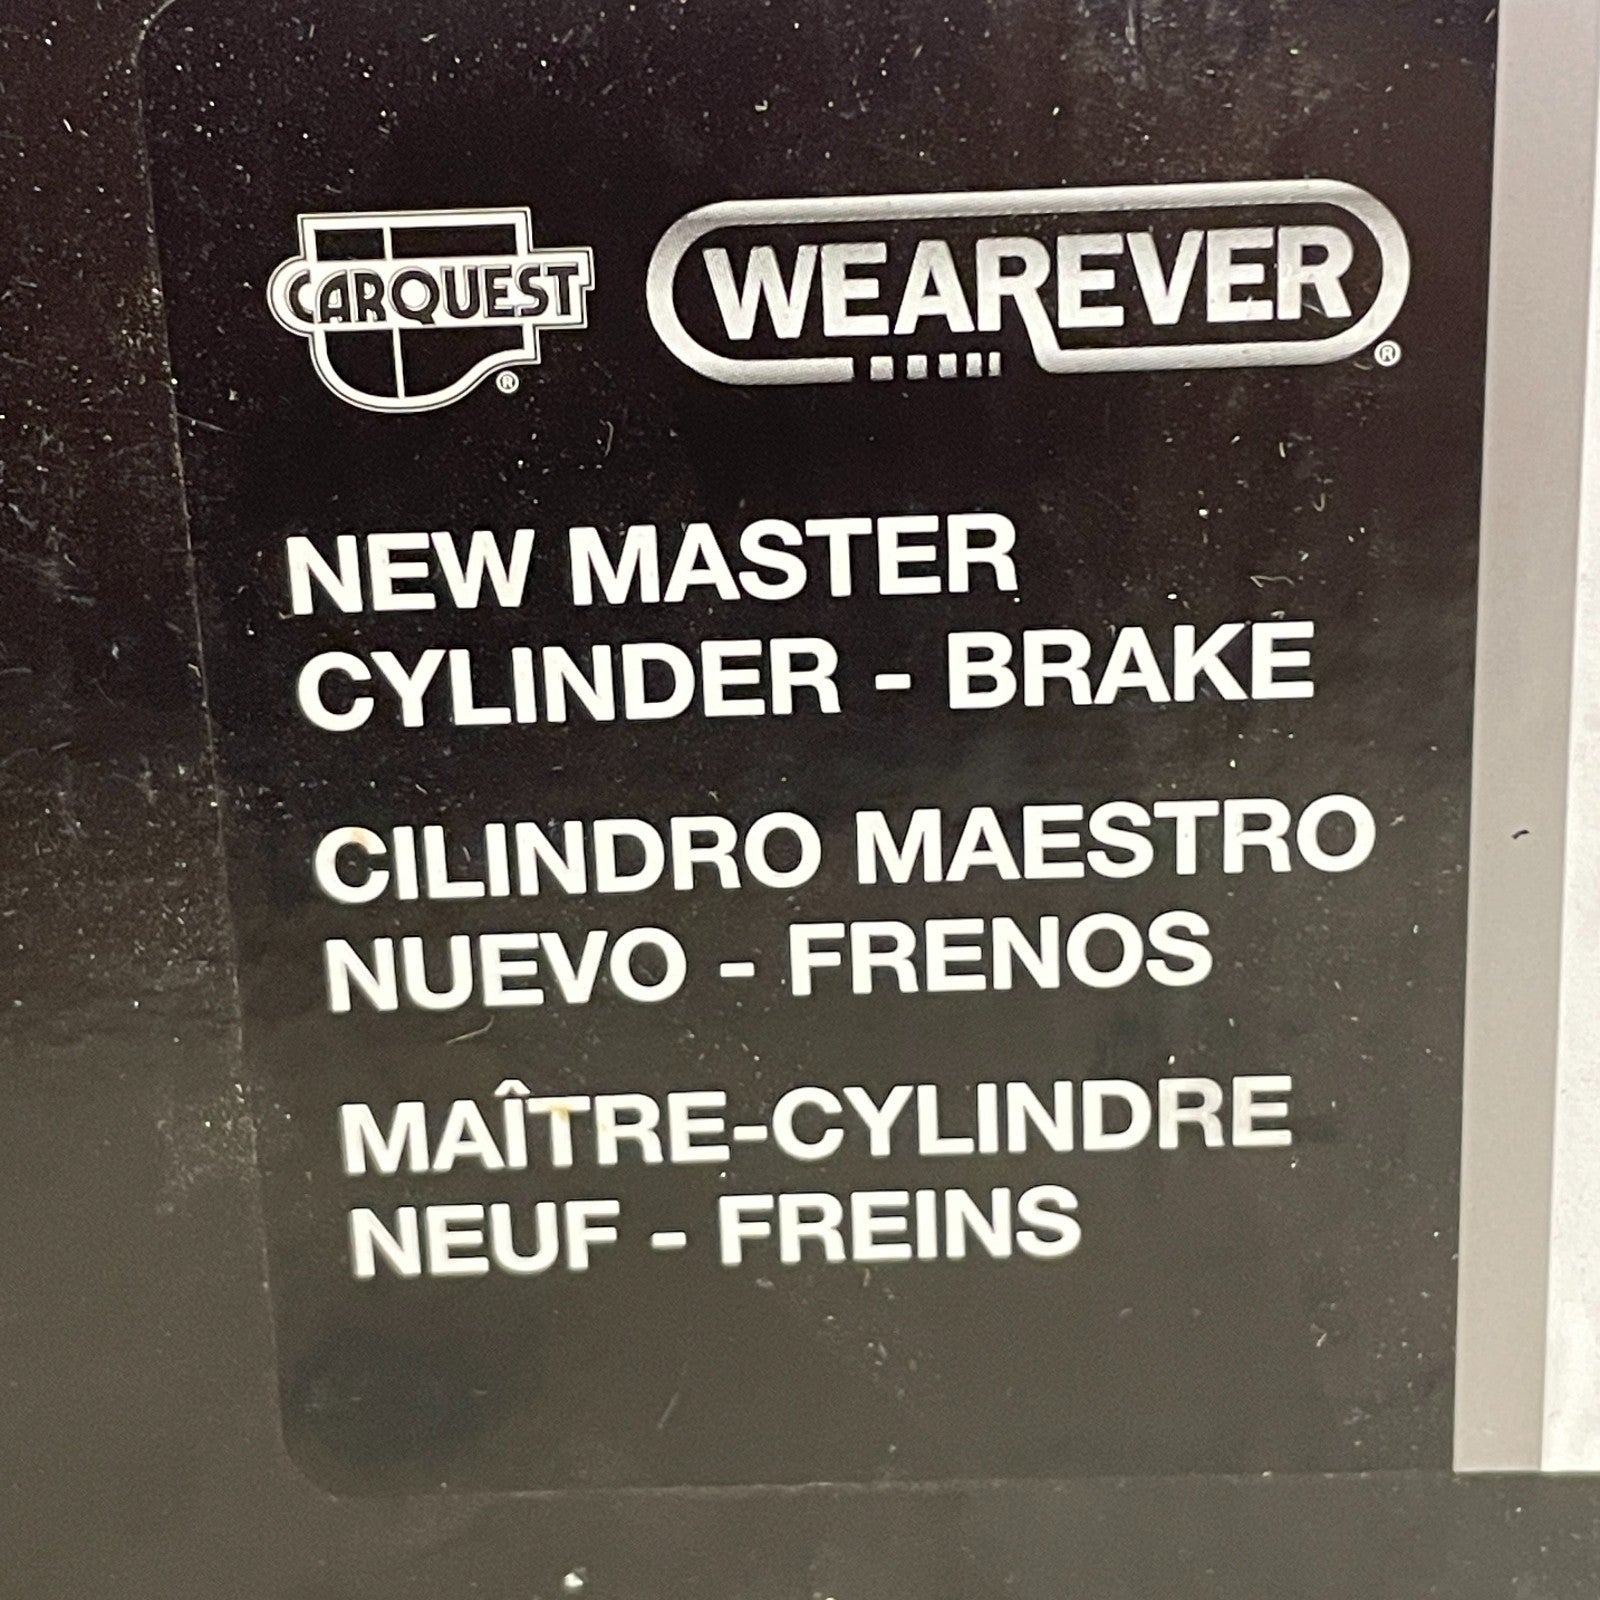 CARQUEST ®
WEAREVER ®
NEW MASTER
CYLINDER - BRAKE
CILINDRO MAESTRO
NUEVO - FRENOS
MAÎTRE-CYLINDRE
NEUF - FREINS